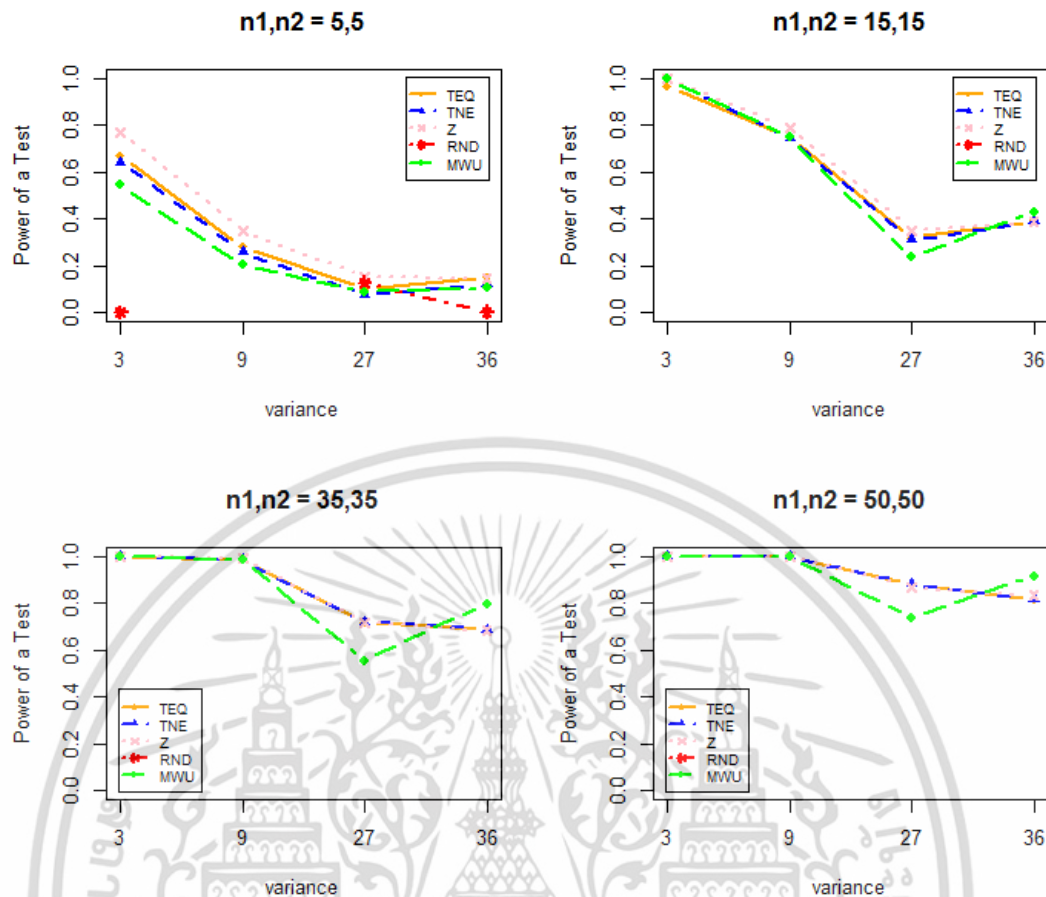 n1,n2 = 5,5
Power of a Test
1.0
0.8
0.6
0.4
0.2
0.0
TEQ
TNE
Z
RND
MWU
3 9 27 36
variance
n1,n2 = 15,15
Power of a Test
1.0
0.8
0.6
0.4
0.2
0.0
TEQ
TNE
Z
RND
MWU
3 9 27 36
variance
n1,n2 = 35,35
Power of a Test
1.0
0.8
0.6
0.4
0.2
0.0
TEQ
TNE
Z
RND
MWU
3 9 27 36
variance
n1,n2 = 50,50
Power of a Test
1.0
0.8
0.6
0.4
0.2
0.0
TEQ
TNE
Z
RND
MWU
3 9 27 36
variance